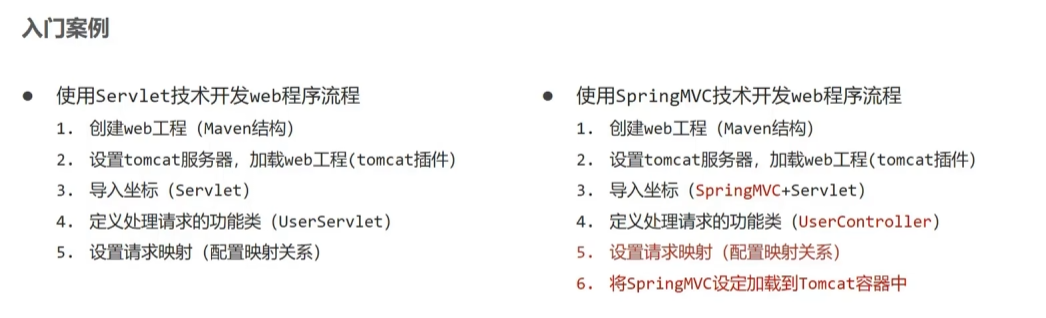 入门案例
● 使用Servlet技术开发web程序流程
1. 创建web工程（Maven结构）
2. 设置tomcat服务器，加载web工程(tomcat插件)
3. 导入坐标（Servlet）
4. 定义处理请求的功能类（UserServlet）
5. 设置请求映射（配置映射关系）
● 使用SpringMVC技术开发web程序流程
1. 创建web工程（Maven结构）
2. 设置tomcat服务器，加载web工程(tomcat插件)
3. 导入坐标（SpringMVC+Servlet）
4. 定义处理请求的功能类（UserController）
5. 设置请求映射（配置映射关系）
6. 将SpringMVC设定加载到Tomcat容器中